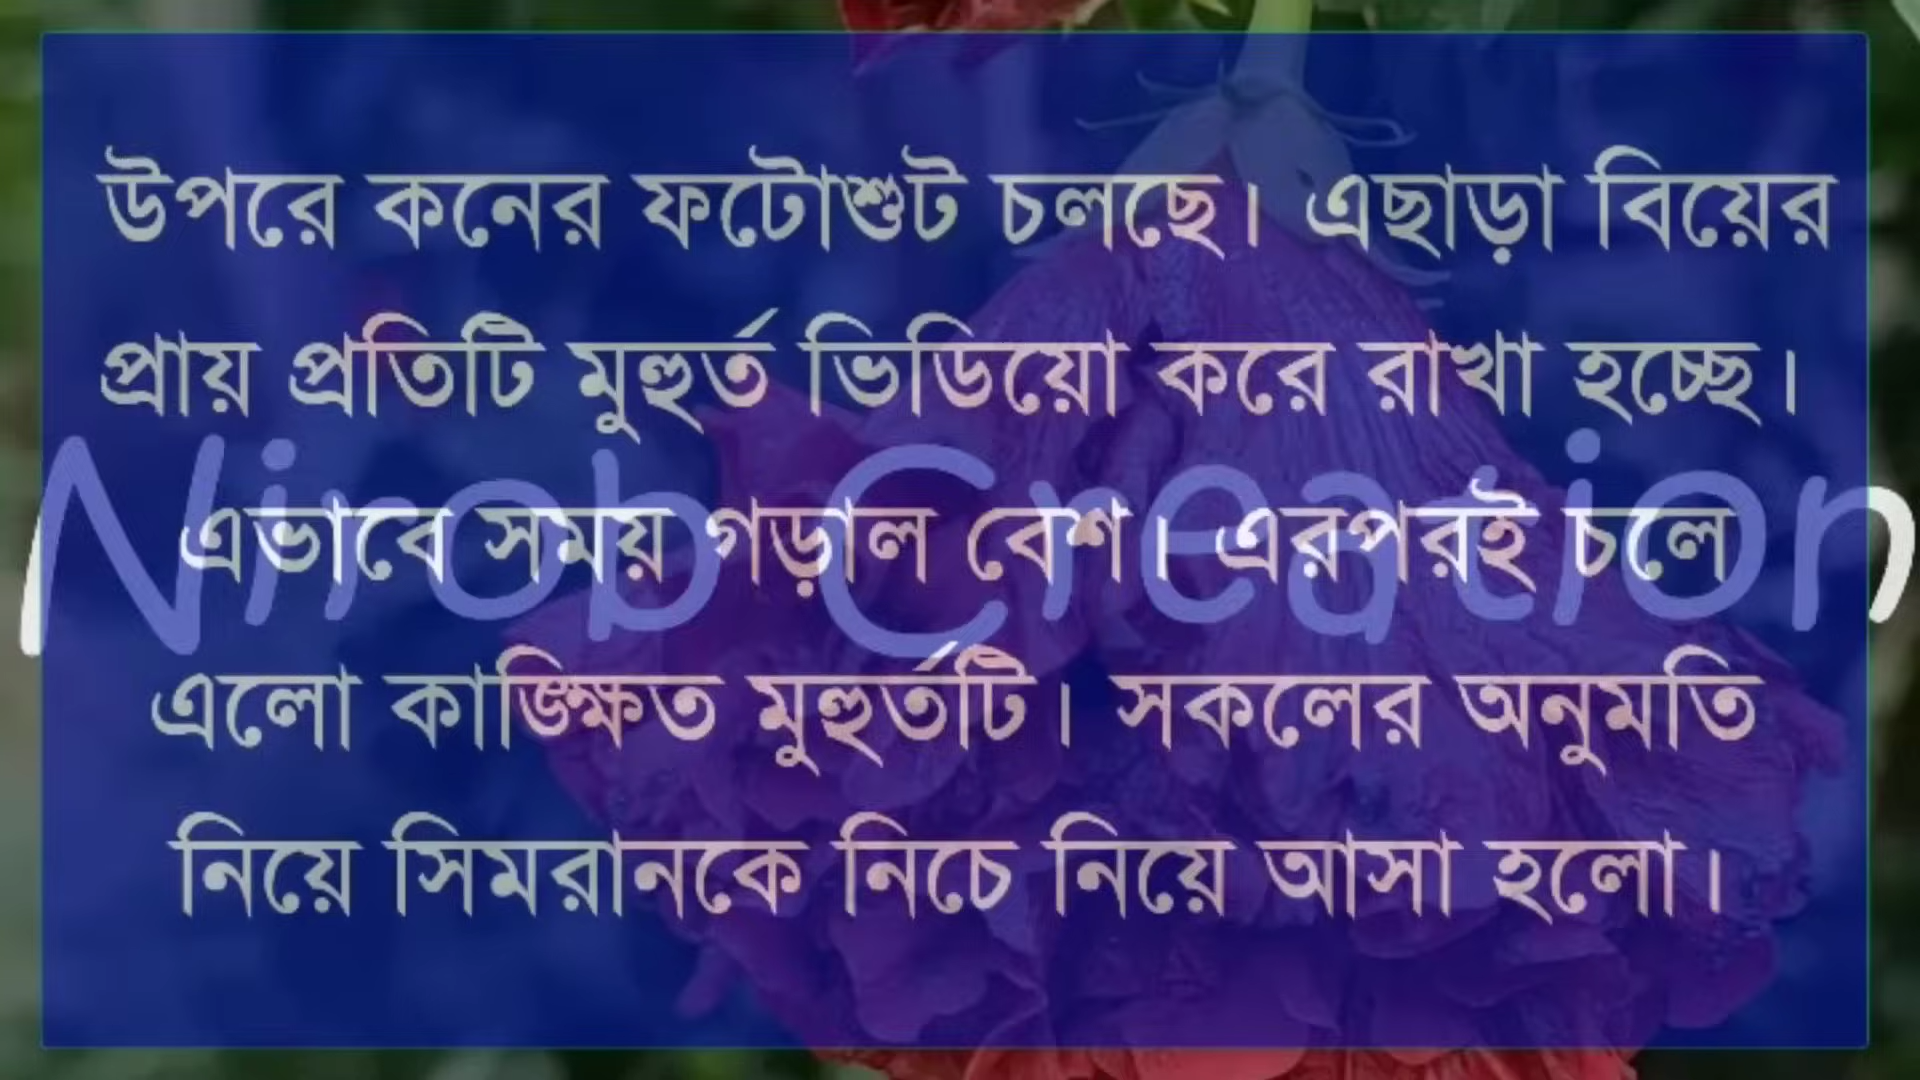 উপরে কনের ফটোশুট চলছে। এছাড়া বিয়ের
প্রায় প্রতিটি মুহুর্ত ভিডিয়ো করে রাখা হচ্ছে।
এভাবে সময় গড়াল বেশ। এরপরই চলে
Nirob Creation
এলো কাঙ্ক্ষিত মুহুর্তটি। সকলের অনুমতি
নিয়ে সিমরানকে নিচে নিয়ে আসা হলো।